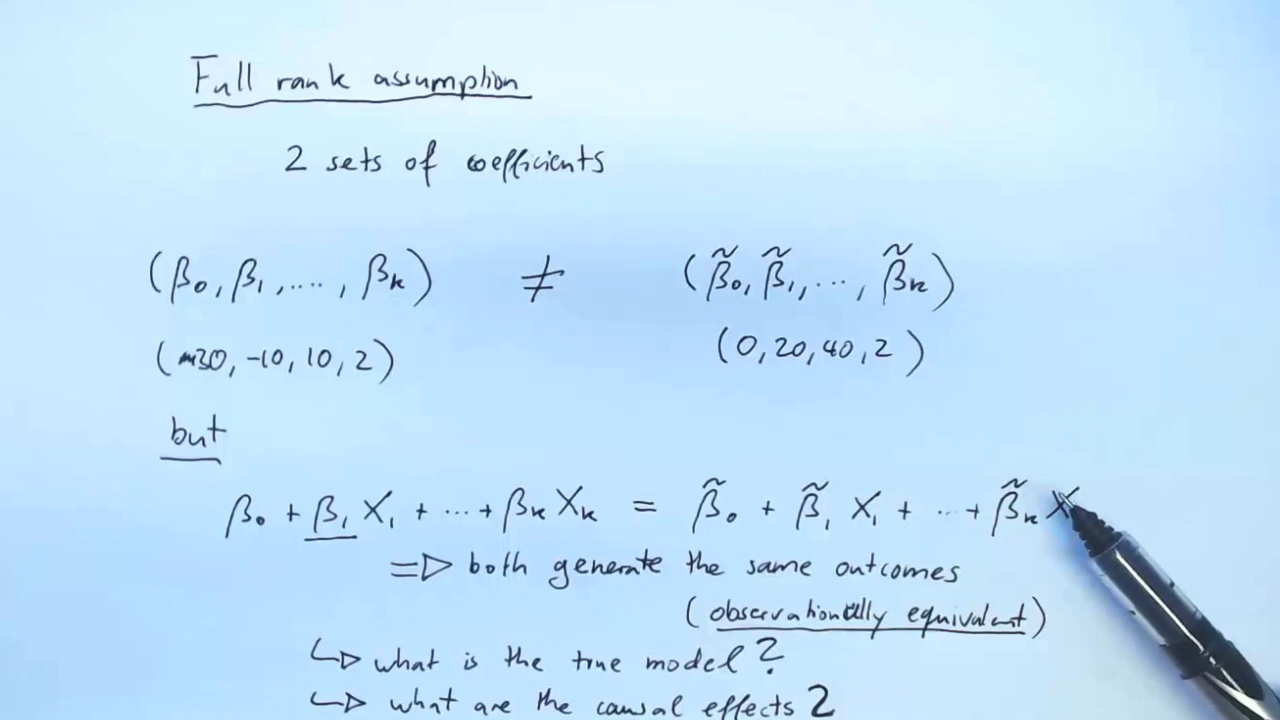 Full rank assumption
2 sets of coefficients
(β₀, β₁, ...., βₖ) ≠ (β̃₀, β̃₁, ..., β̃ₖ)
(30, -10, 10, 2) (0, 20, 40, 2)
but
β₀ + β₁ X₁ + ... + βₖ Xₖ = β̃₀ + β̃₁ X₁ + ... + β̃ₖ X
=▷ both generate the same outcomes
(observationally equivalent)
↳▷ what is the true model?
↳▷ what are the causal effects 2